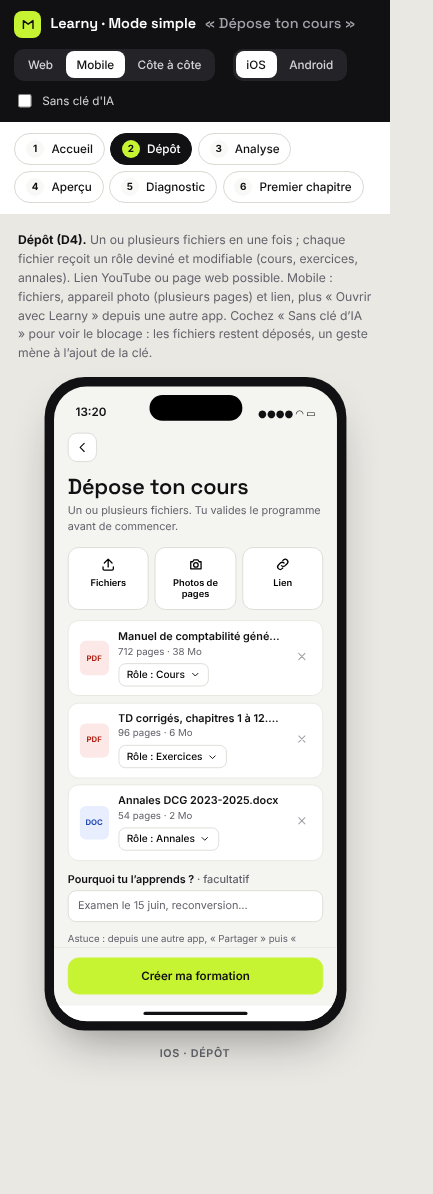 Learny · Mode simple « Dépose ton cours »
Web Mobile Côte à côte iOS Android
Sans clé d'IA
1 Accueil 2 Dépôt 3 Analyse
4 Aperçu 5 Diagnostic 6 Premier chapitre
Dépôt (D4). Un ou plusieurs fichiers en une fois ; chaque
fichier reçoit un rôle deviné et modifiable (cours, exercices,
annales). Lien YouTube ou page web possible. Mobile :
fichiers, appareil photo (plusieurs pages) et lien, plus « Ouvrir
avec Learny » depuis une autre app. Cochez « Sans clé d'IA
» pour voir le blocage : les fichiers restent déposés, un geste
mène à l'ajout de la clé.
13:20
Dépose ton cours
Un ou plusieurs fichiers. Tu valides le programme
avant de commencer.
Fichiers
Photos de
pages
Lien
PDF
Manuel de comptabilité géné...
712 pages · 38 Mo
Rôle : Cours
PDF
TD corrigés, chapitres 1 à 12....
96 pages · 6 Mo
Rôle : Exercices
DOC
Annales DCG 2023-2025.docx
54 pages · 2 Mo
Rôle : Annales
Pourquoi tu l'apprends ? · facultatif
Examen le 15 juin, reconversion...
Astuce : depuis une autre app, « Partager » puis «
Créer ma formation
IOS · DÉPÔT